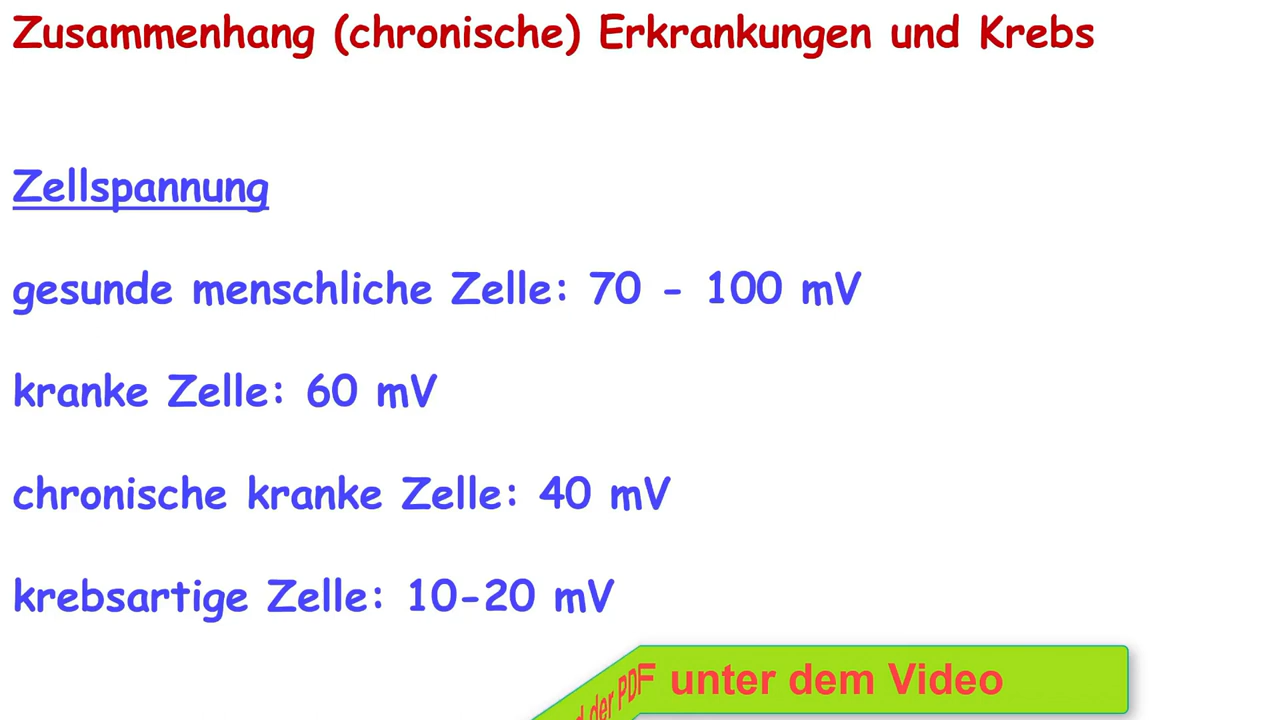 Zusammenhang (chronische) Erkrankungen und Krebs
Zellspannung
gesunde menschliche Zelle: 70 - 100 mV
kranke Zelle: 60 mV
chronische kranke Zelle: 40 mV
krebsartige Zelle: 10-20 mV
der PDF unter dem Video